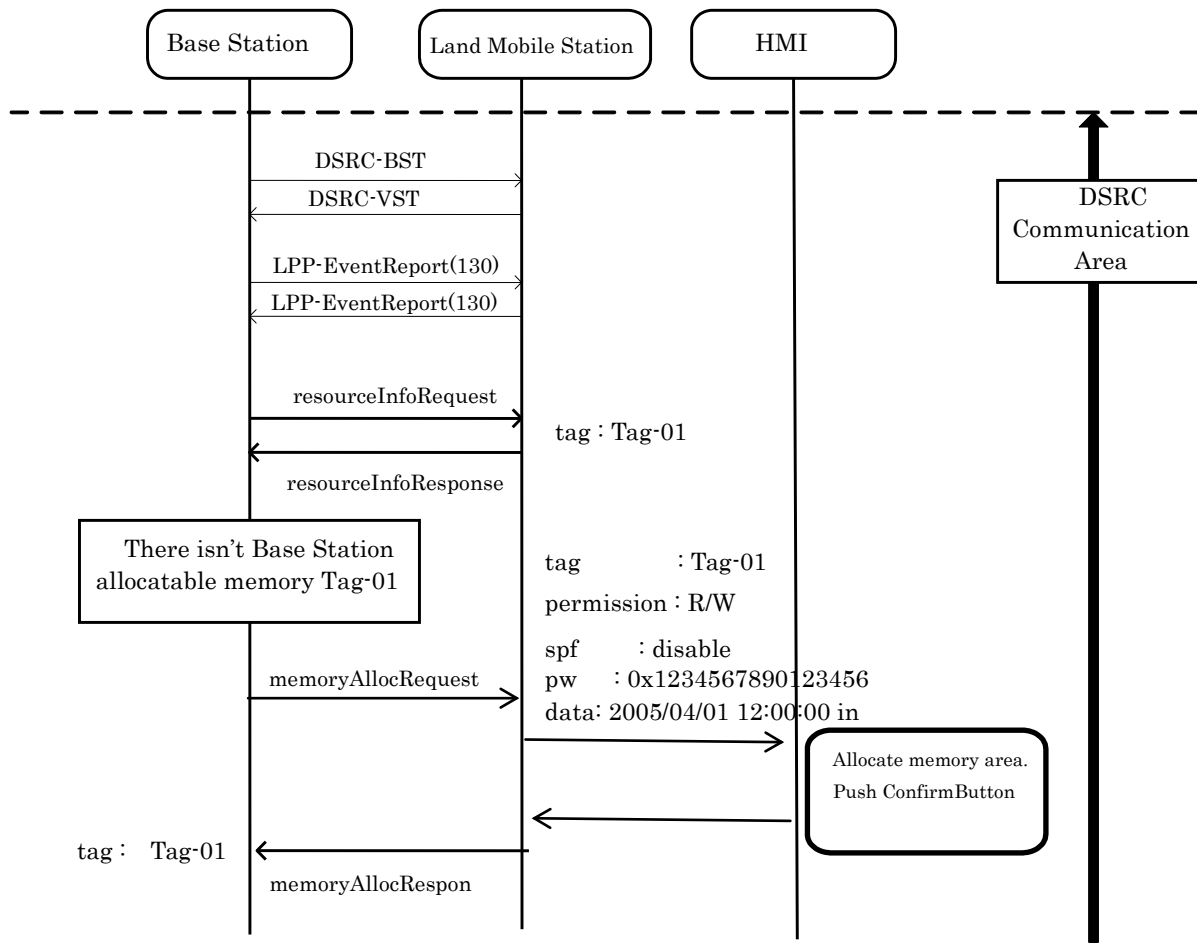 Base Station
Land Mobile Station
HMI
DSRC-BST
DSRC-VST
DSRC
Communication
Area
LPP-EventReport(130)
LPP-EventReport(130)
resourceInfoRequest
tag : Tag-01
resourceInfoResponse
There isn't Base Station
allocatable memory Tag-01
tag : Tag-01
permission : R/W
spf : disable
pw : 0x1234567890123456
data: 2005/04/01 12:00:00 in
memoryAllocRequest
Allocate memory area.
Push ConfirmButton
tag : Tag-01
memoryAllocRespon